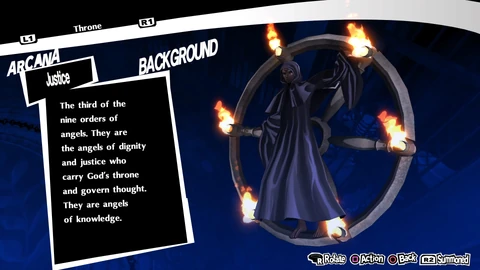 L1 Throne R1
ARCANA
Justice
BACKGROUND
The third of the
nine orders of
angels. They are
the angels of dignity
and justice who
carry God's throne
and govern thought.
They are angels
of knowledge.
R Rotate Action Back R2 Summoned